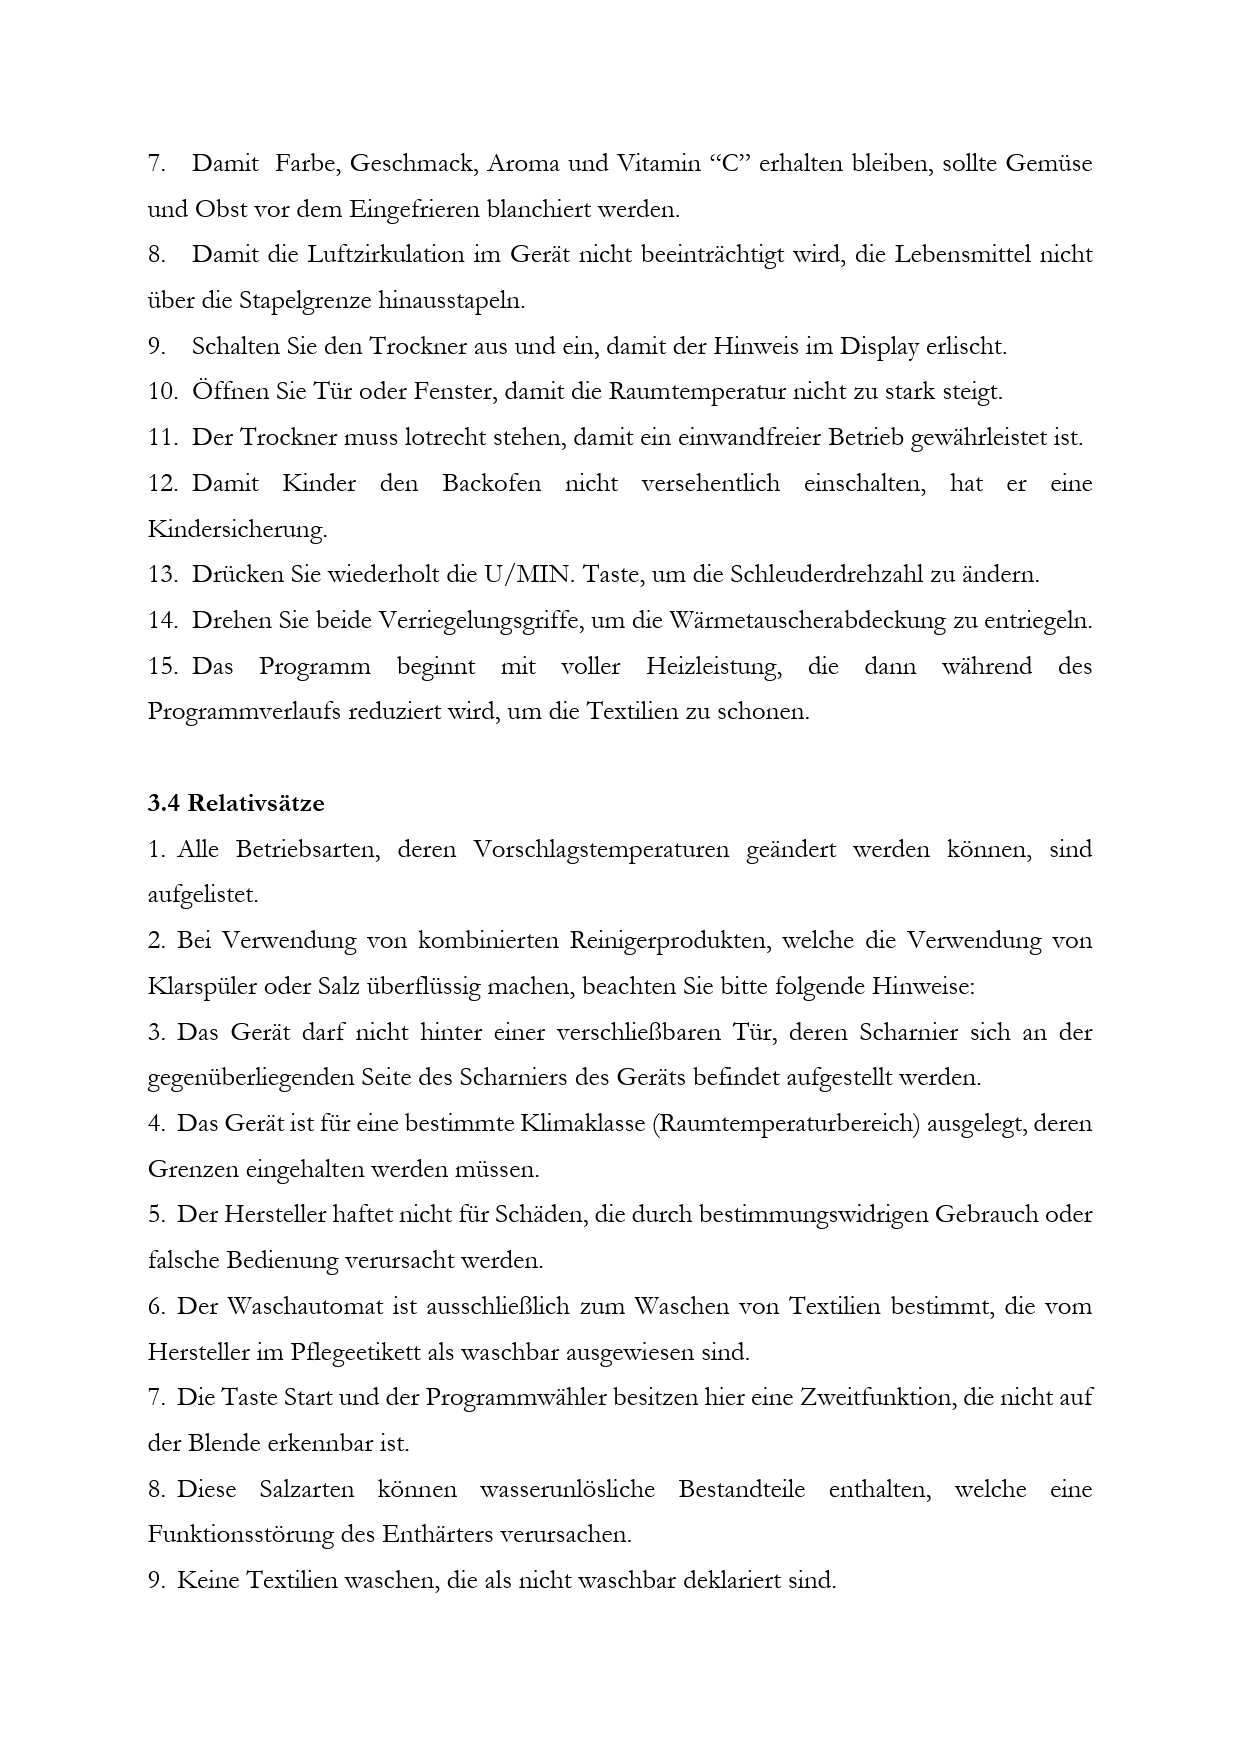 7. Damit Farbe, Geschmack, Aroma und Vitamin “C” erhalten bleiben, sollte Gemüse
und Obst vor dem Eingefrieren blanchiert werden.
8. Damit die Luftzirkulation im Gerät nicht beeinträchtigt wird, die Lebensmittel nicht
über die Stapelgrenze hinausstapeln.
9. Schalten Sie den Trockner aus und ein, damit der Hinweis im Display erlischt.
10. Öffnen Sie Tür oder Fenster, damit die Raumtemperatur nicht zu stark steigt.
11. Der Trockner muss lotrecht stehen, damit ein einwandfreier Betrieb gewährleistet ist.
12. Damit Kinder den Backofen nicht versehentlich einschalten, hat er eine
Kindersicherung.
13. Drücken Sie wiederholt die U/MIN. Taste, um die Schleuderdrehzahl zu ändern.
14. Drehen Sie beide Verriegelungsgriffe, um die Wärmetauscherabdeckung zu entriegeln.
15. Das Programm beginnt mit voller Heizleistung, die dann während des
Programmverlaufs reduziert wird, um die Textilien zu schonen.
3.4 Relativsätze
1. Alle Betriebsarten, deren Vorschlagstemperaturen geändert werden können, sind
aufgelistet.
2. Bei Verwendung von kombinierten Reinigerprodukten, welche die Verwendung von
Klarspüler oder Salz überflüssig machen, beachten Sie bitte folgende Hinweise:
3. Das Gerät darf nicht hinter einer verschließbaren Tür, deren Scharnier sich an der
gegenüberliegenden Seite des Scharniers des Geräts befindet aufgestellt werden.
4. Das Gerät ist für eine bestimmte Klimaklasse (Raumtemperaturbereich) ausgelegt, deren
Grenzen eingehalten werden müssen.
5. Der Hersteller haftet nicht für Schäden, die durch bestimmungswidrigen Gebrauch oder
falsche Bedienung verursacht werden.
6. Der Waschautomat ist ausschließlich zum Waschen von Textilien bestimmt, die vom
Hersteller im Pflegeetikett als waschbar ausgewiesen sind.
7. Die Taste Start und der Programmwähler besitzen hier eine Zweitfunktion, die nicht auf
der Blende erkennbar ist.
8. Diese Salzarten können wasserunlösliche Bestandteile enthalten, welche eine
Funktionsstörung des Enthärters verursachen.
9. Keine Textilien waschen, die als nicht waschbar deklariert sind.